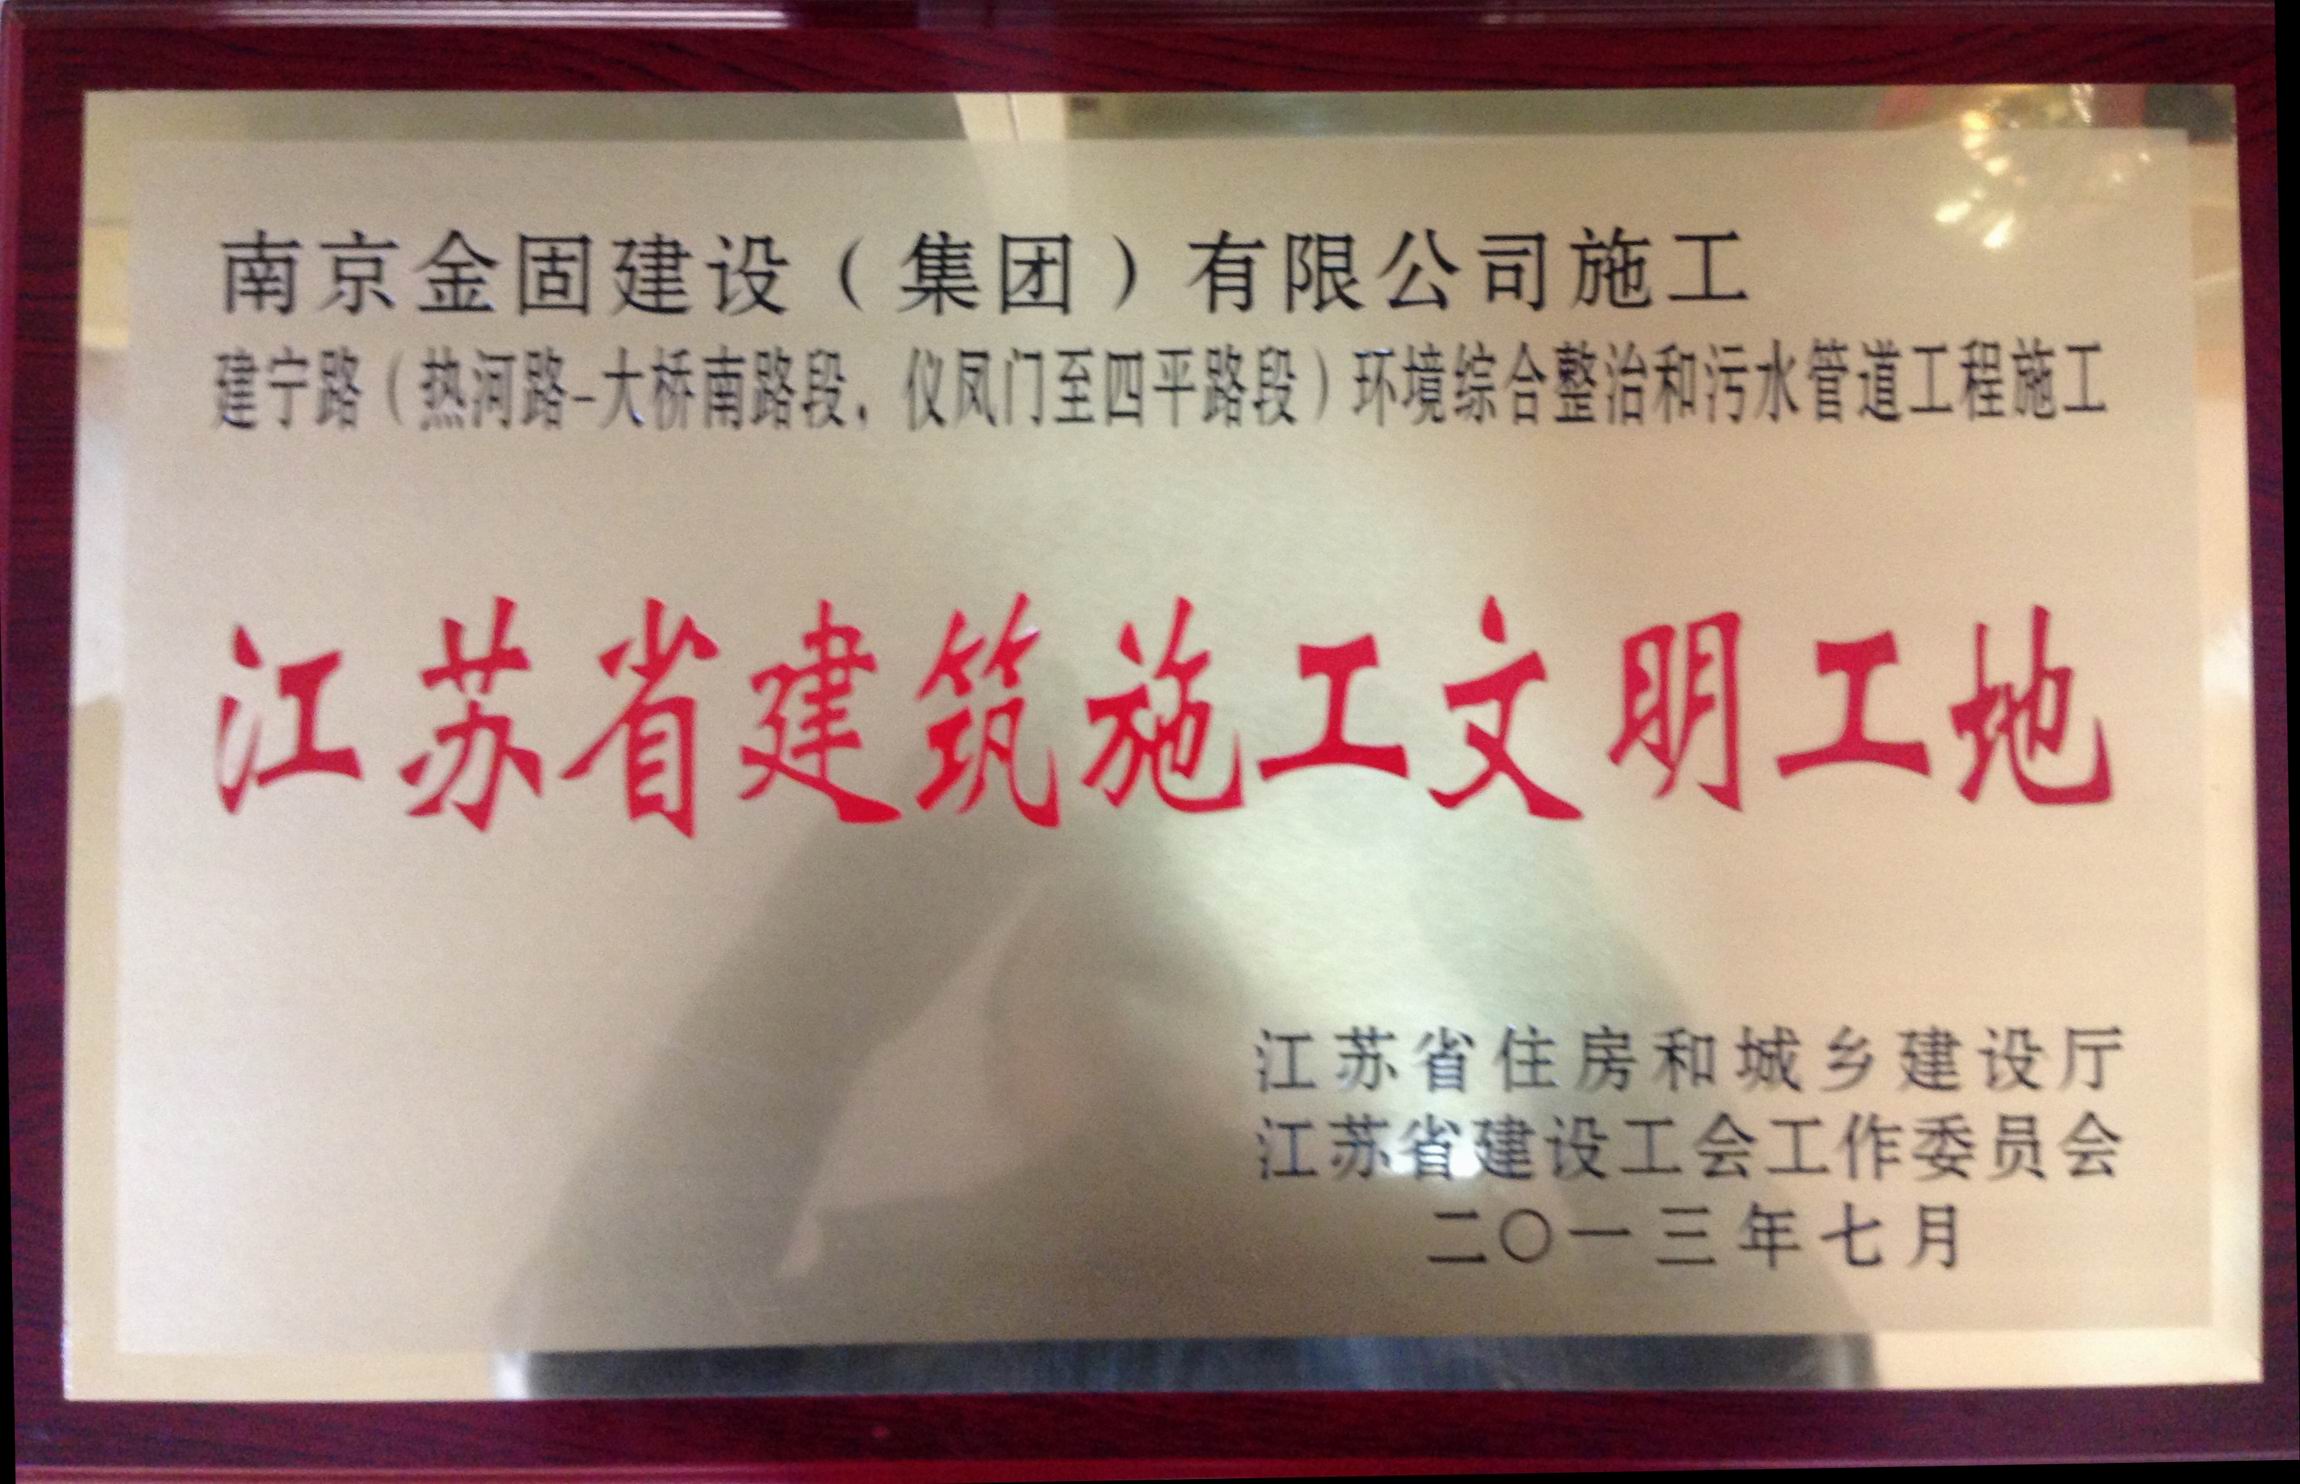 南京金固建设（集团）有限公司施工
建宁路（热河路-大桥南路段，仪凤门至四平路段）环境综合整治和污水管道工程施工
江苏省建筑施工文明工地
江苏省住房和城乡建设厅
江苏省建设工会工作委员会
二〇一三年七月